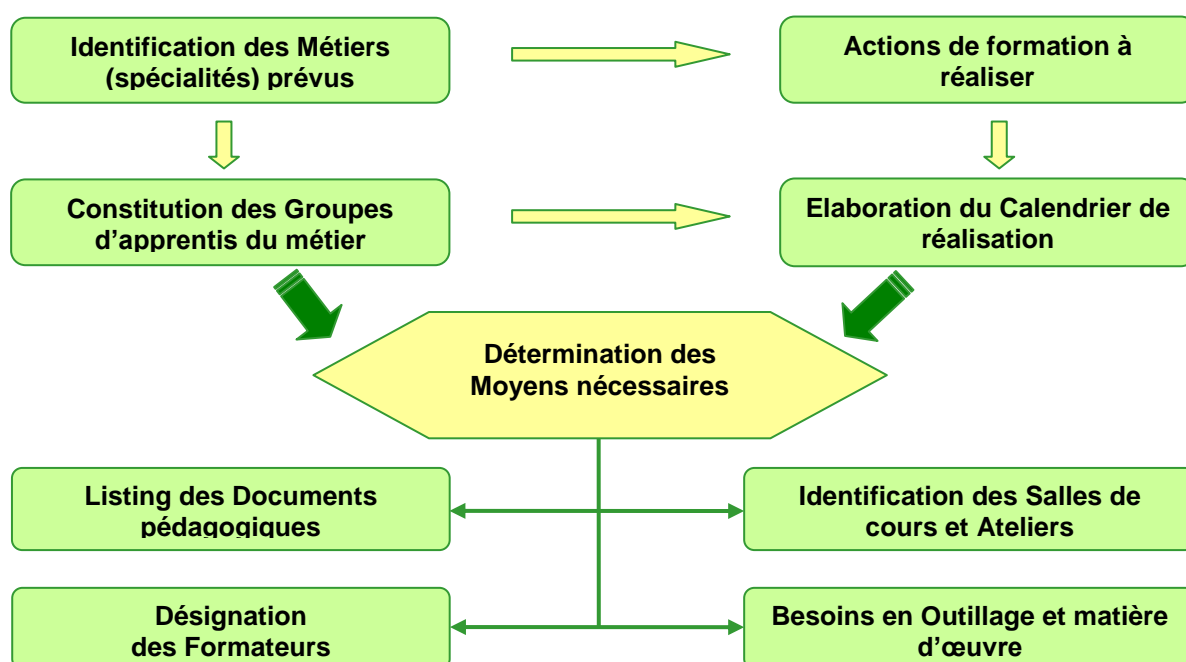 Identification des Métiers
(spécialités) prévus
Actions de formation à
réaliser
Constitution des Groupes
d’apprentis du métier
Elaboration du Calendrier de
réalisation
Détermination des
Moyens nécessaires
Listing des Documents
pédagogiques
Identification des Salles de
cours et Ateliers
Désignation
des Formateurs
Besoins en Outillage et matière
d’œuvre